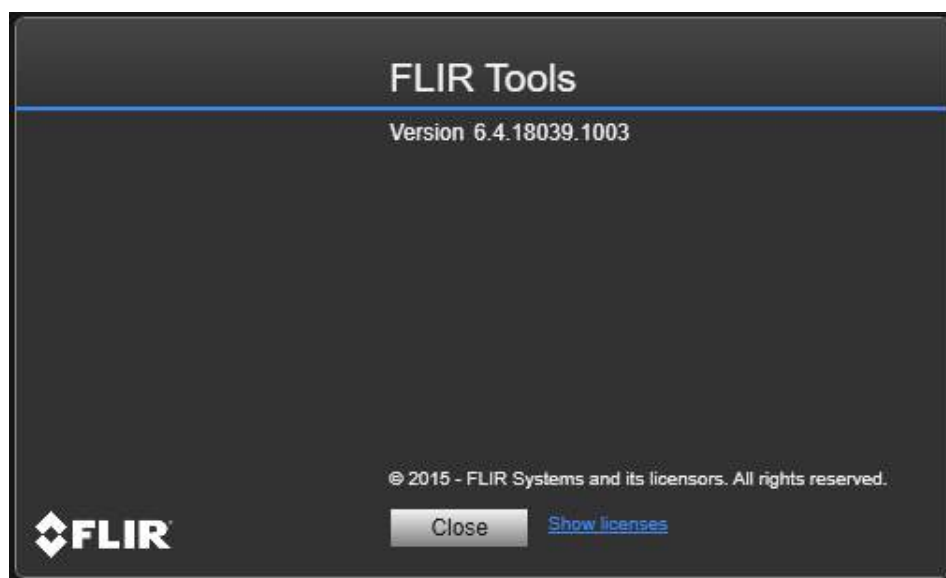 FLIR Tools
Version 6.4.18039.1003
© 2015 - FLIR Systems and its licensors. All rights reserved.
Close Show licenses
FLIR